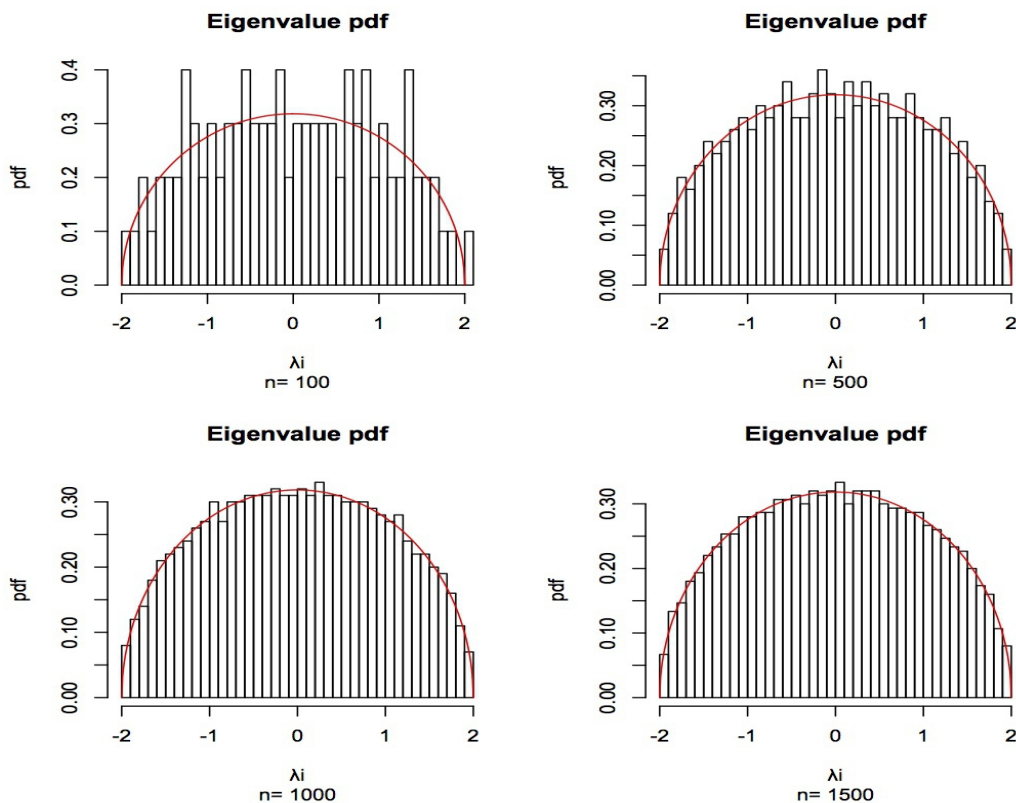 Eigenvalue pdf
pdf
0.0 0.1 0.2 0.3 0.4
-2 -1 0 1 2
λi
n= 100
Eigenvalue pdf
pdf
0.00 0.10 0.20 0.30
-2 -1 0 1 2
λi
n= 500
Eigenvalue pdf
pdf
0.00 0.10 0.20 0.30
-2 -1 0 1 2
λi
n= 1000
Eigenvalue pdf
pdf
0.00 0.10 0.20 0.30
-2 -1 0 1 2
λi
n= 1500